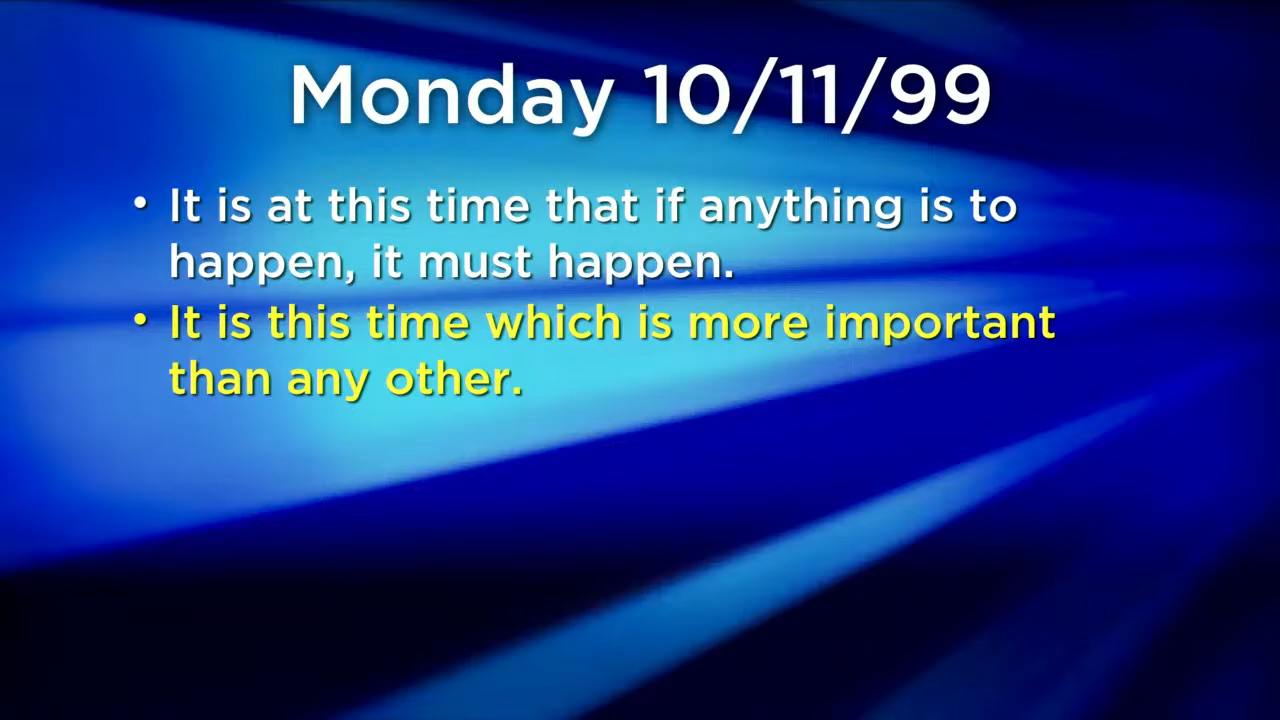 Monday 10/11/99
• It is at this time that if anything is to
happen, it must happen.
• It is this time which is more important
than any other.